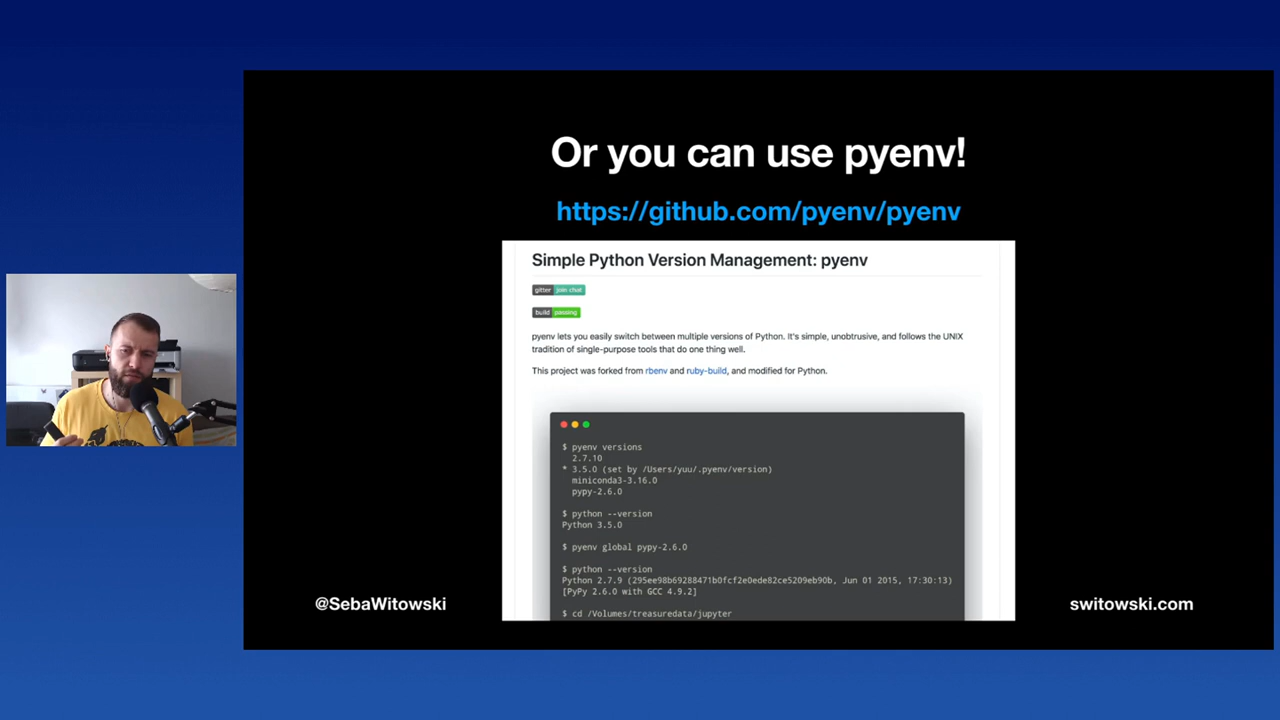 Or you can use pyenv!
https://github.com/pyenv/pyenv
Simple Python Version Management: pyenv
gitter join chat
build passing
pyenv lets you easily switch between multiple versions of Python. It's simple, unobtrusive, and follows the UNIX
tradition of single-purpose tools that do one thing well.
This project was forked from rbenv and ruby-build, and modified for Python.
$ pyenv versions
2.7.10
* 3.5.0 (set by /Users/yuu/.pyenv/version)
miniconda3-3.16.0
pypy-2.6.0
$ python --version
Python 3.5.0
$ pyenv global pypy-2.6.0
$ python --version
Python 2.7.9 (295ee98b69288471b0fcf2e0ede82ce5209eb90b, Jun 01 2015, 17:30:13)
[PyPy 2.6.0 with GCC 4.9.2]
$ cd /Volumes/treasuredata/jupyter
@SebaWitowski
switowski.com